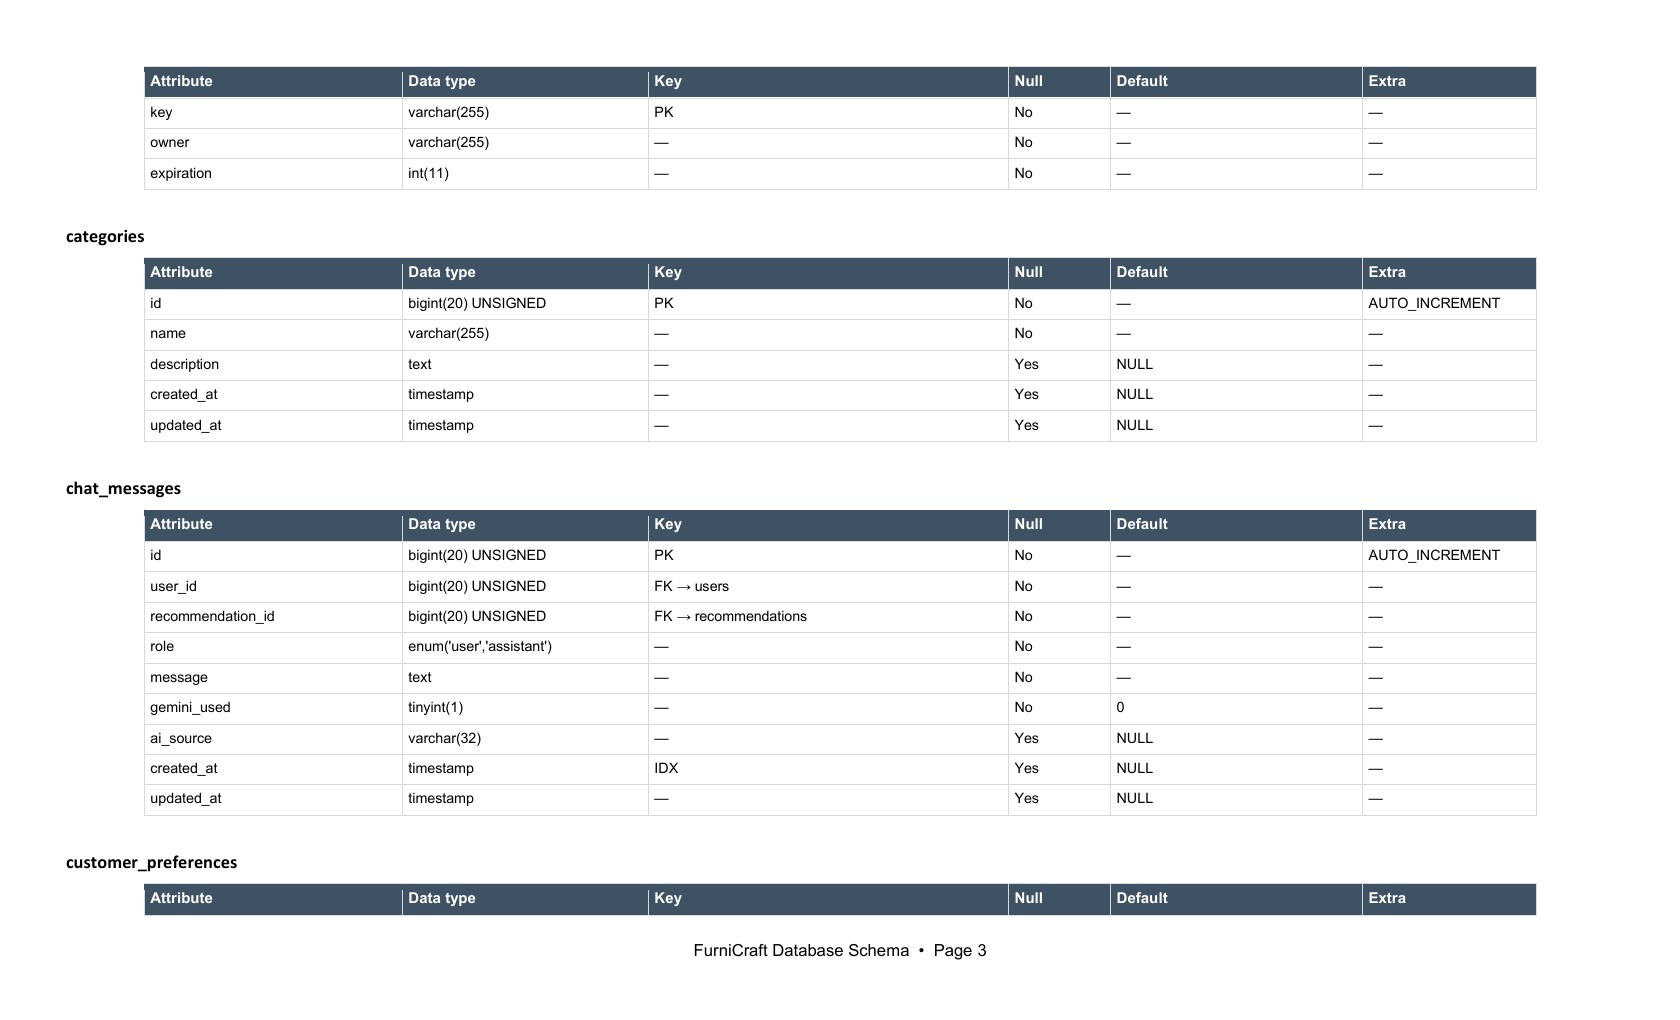 Attribute Data type Key Null Default Extra
key varchar(255) PK No — —
owner varchar(255) — No — —
expiration int(11) — No — —
categories
Attribute Data type Key Null Default Extra
id bigint(20) UNSIGNED PK No — AUTO_INCREMENT
name varchar(255) — No — —
description text — Yes NULL —
created_at timestamp — Yes NULL —
updated_at timestamp — Yes NULL —
chat_messages
Attribute Data type Key Null Default Extra
id bigint(20) UNSIGNED PK No — AUTO_INCREMENT
user_id bigint(20) UNSIGNED FK → users No — —
recommendation_id bigint(20) UNSIGNED FK → recommendations No — —
role enum('user','assistant') — No — —
message text — No — —
gemini_used tinyint(1) — No 0 —
ai_source varchar(32) — Yes NULL —
created_at timestamp IDX Yes NULL —
updated_at timestamp — Yes NULL —
customer_preferences
Attribute Data type Key Null Default Extra
FurniCraft Database Schema • Page 3